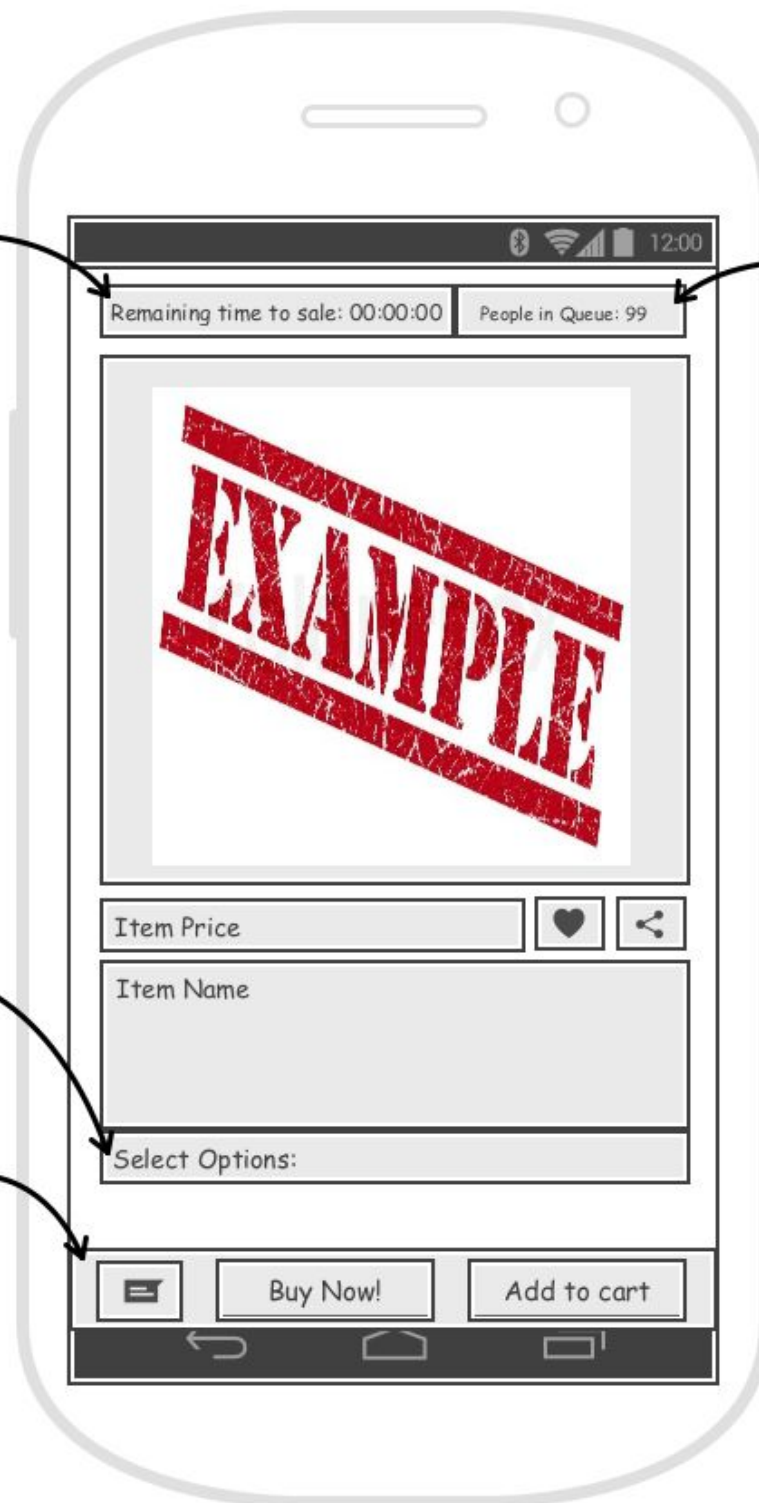 12:00
Remaining time to sale: 00:00:00
People in Queue: 99
EXAMPLE
Item Price
Item Name
Select Options:
Buy Now!
Add to cart